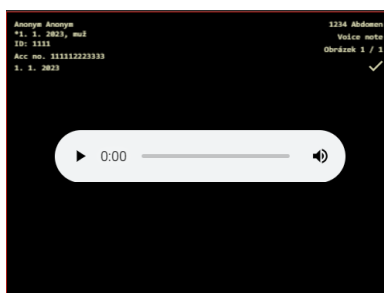 Anonym Anonym
*1. 1. 2023, muž
ID: 1111
Acc no. 111112223333
1. 1. 2023
1234 Abdomen
Voice note
Obrázek 1 / 1
0:00